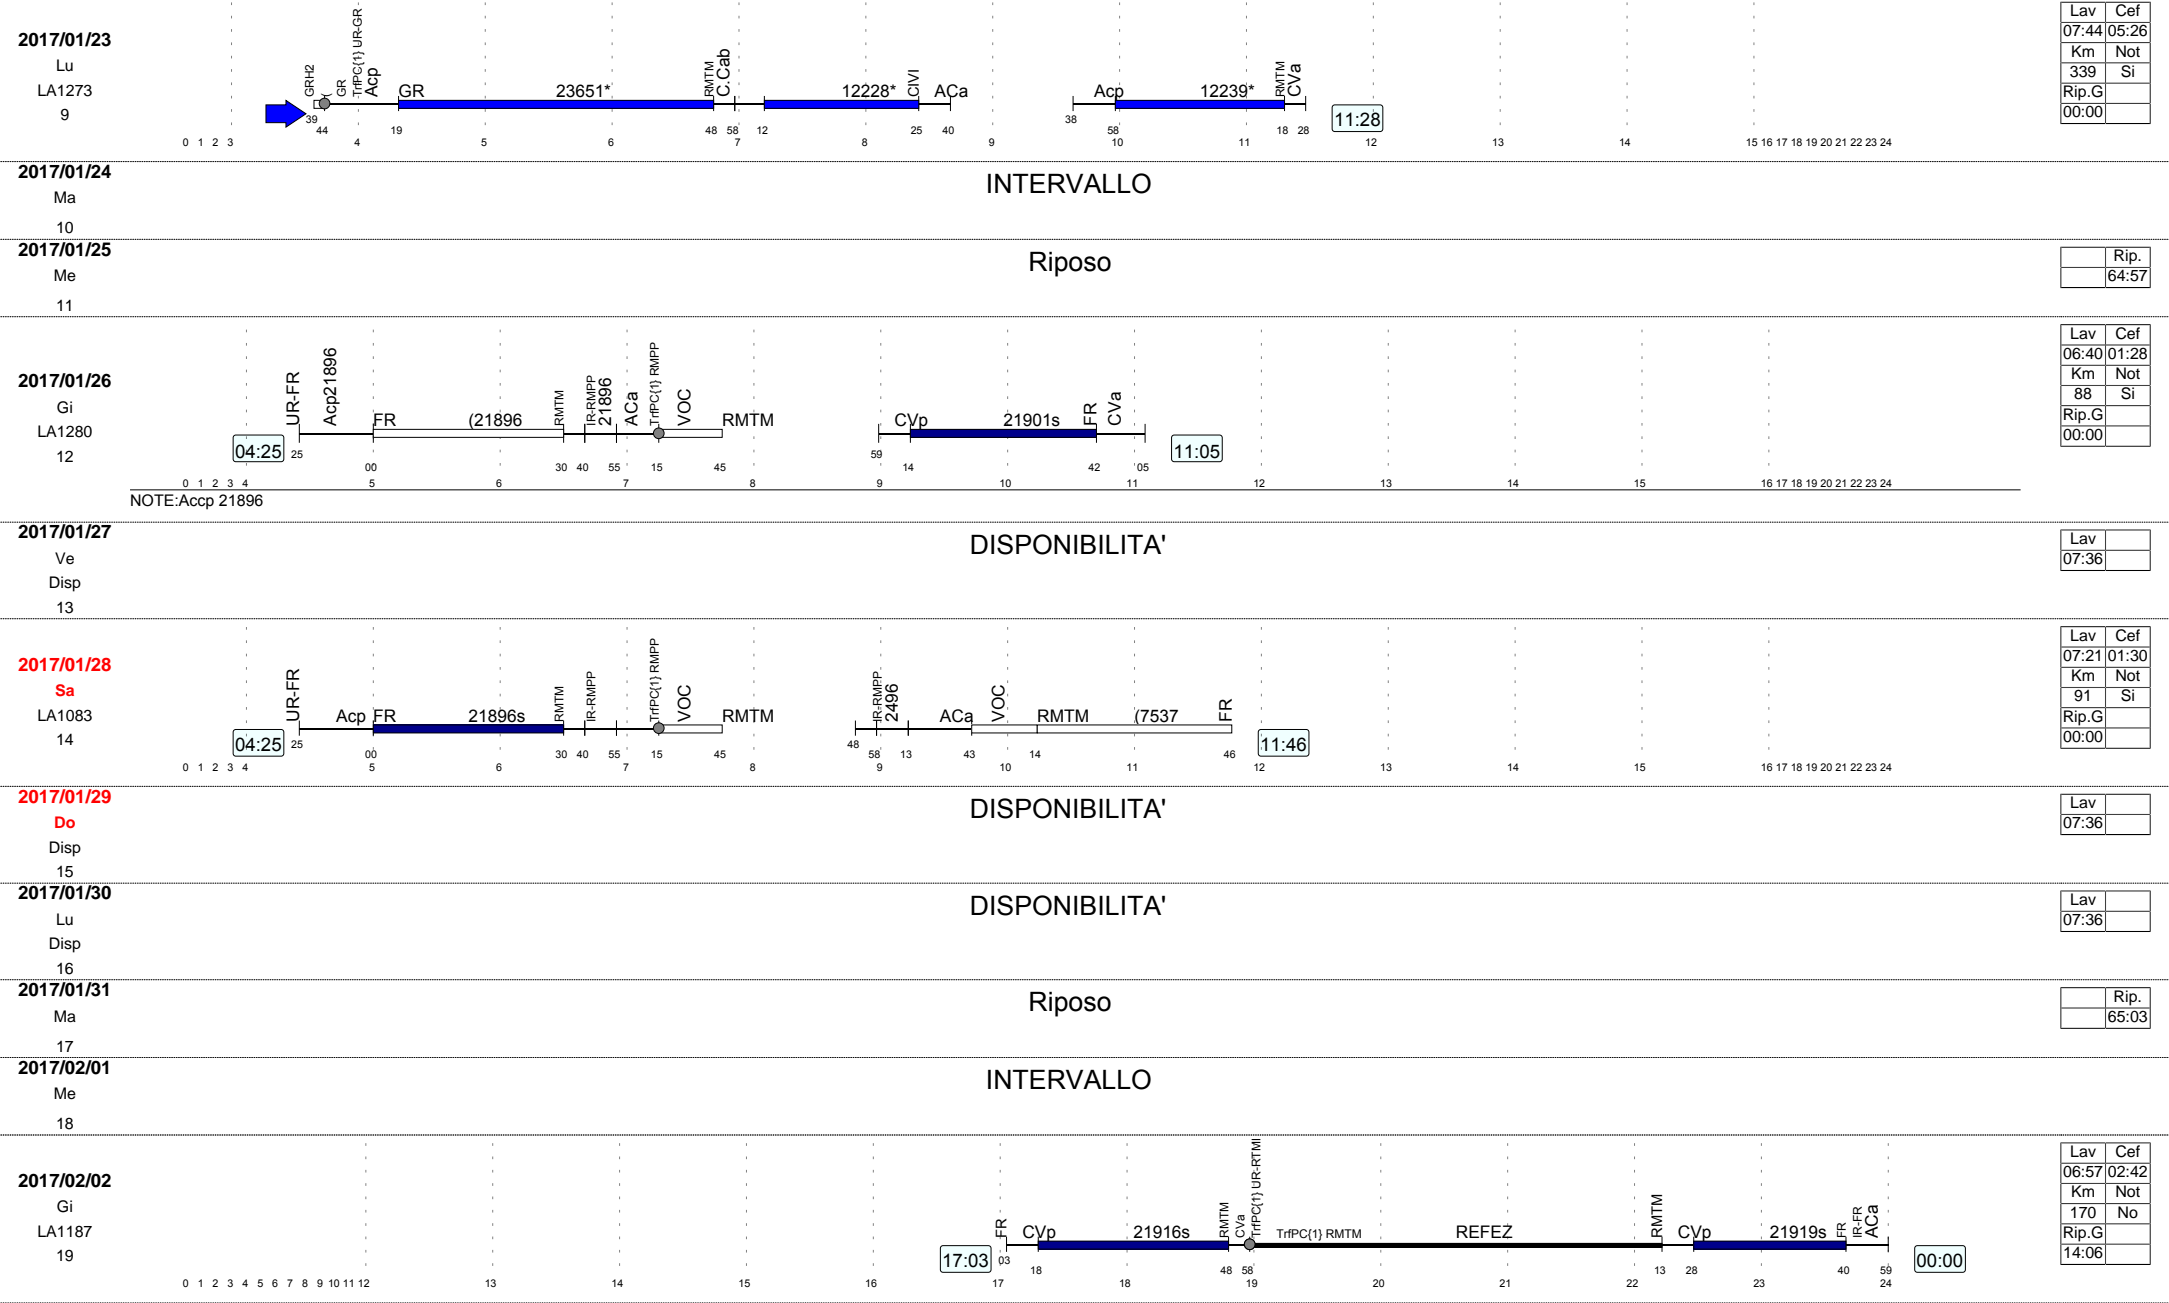 2017/01/23
Lu
LA1273
9
GRH2
(
GR
TrfPC{1} UR-GR
Acp
GR
23651*
RMTM
C.Cab
12228*
CIVI
ACa
Acp
12239*
RMTM
CVa
11:28
39
44 19 48 58 12 25 40 38 58 18 28
0 1 2 3 4 5 6 7 8 9 10 11 12 13 14 15 16 17 18 19 20 21 22 23 24
Lav Cef
07:44 05:26
Km Not
339 Si
Rip.G
00:00
2017/01/24
Ma
10
INTERVALLO
2017/01/25
Me
11
Riposo
Rip.
64:57
2017/01/26
Gi
LA1280
12
04:25
UR-FR
Acp21896
FR
(21896
RMTM
IR-RMPP
21896
ACa
TrfPC{1} RMPP
VOC
RMTM
CVp
21901s
FR
CVa
11:05
25 00 30 40 55 15 45 59 14 42 05
0 1 2 3 4 5 6 7 8 9 10 11 12 13 14 15 16 17 18 19 20 21 22 23 24
NOTE:Accp 21896
Lav Cef
06:40 01:28
Km Not
88 Si
Rip.G
00:00
2017/01/27
Ve
Disp
13
DISPONIBILITA'
Lav
07:36
2017/01/28
Sa
LA1083
14
04:25
UR-FR
Acp
FR
21896s
RMTM
IR-RMPP
TrfPC{1} RMPP
VOC
RMTM
IR-RMPP
2496
ACa
VOC
RMTM
(7537
FR
11:46
25 00 30 40 55 15 45 48 58 13 43 14 46
0 1 2 3 4 5 6 7 8 9 10 11 12 13 14 15 16 17 18 19 20 21 22 23 24
Lav Cef
07:21 01:30
Km Not
91 Si
Rip.G
00:00
2017/01/29
Do
Disp
15
DISPONIBILITA'
Lav
07:36
2017/01/30
Lu
Disp
16
DISPONIBILITA'
Lav
07:36
2017/01/31
Ma
17
Riposo
Rip.
65:03
2017/02/01
Me
18
INTERVALLO
2017/02/02
Gi
LA1187
19
17:03
FR
CVp
21916s
RMTM
CVa
TrfPC{1} UR-RTMI
TrfPC{1} RMTM
REFEZ
RMTM
CVp
21919s
FR
IR-FR
ACa
00:00
03 18 48 58 13 28 40 59
0 1 2 3 4 5 6 7 8 9 10 11 12 13 14 15 16 17 18 19 20 21 22 23 24
Lav Cef
06:57 02:42
Km Not
170 No
Rip.G
14:06